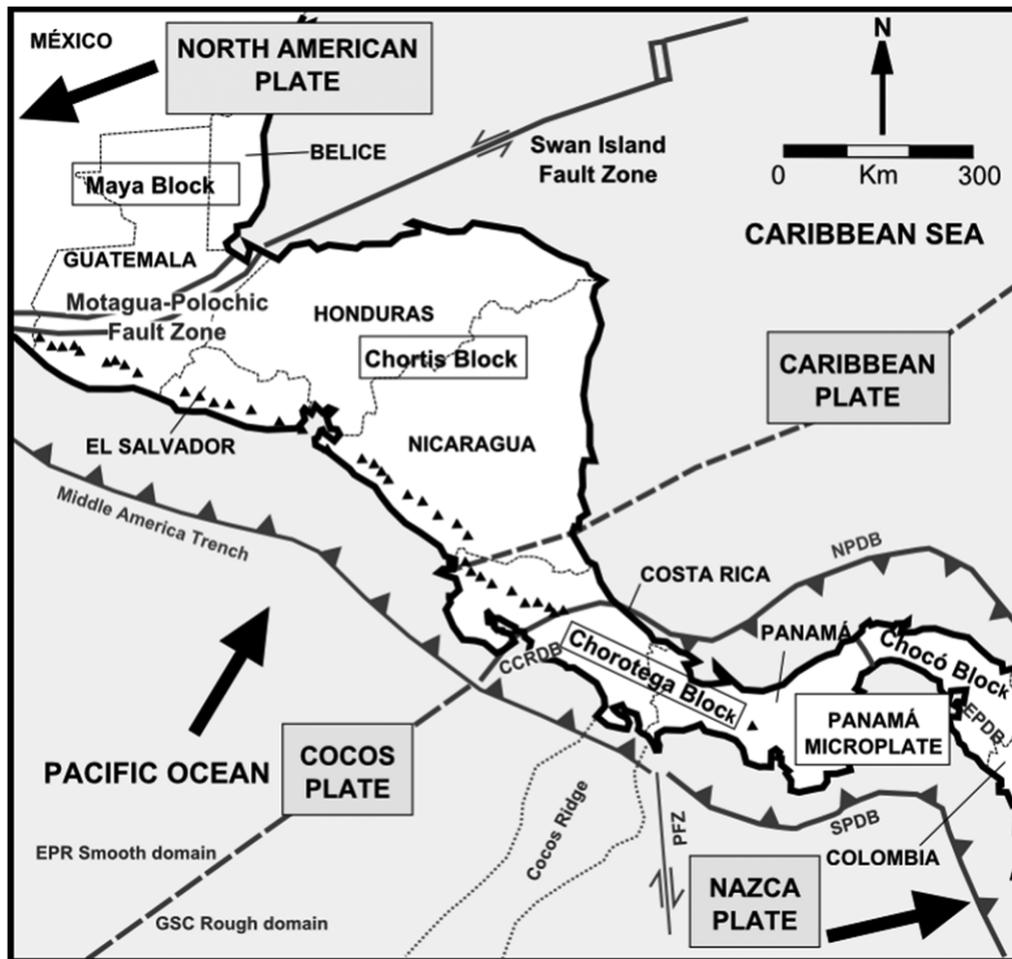 MÉXICO
NORTH AMERICAN
PLATE
N
BELICE
Swan Island
Fault Zone
0 Km 300
Maya Block
CARIBBEAN SEA
GUATEMALA
Motagua-Polochic
Fault Zone
HONDURAS
Chortis Block
CARIBBEAN
PLATE
EL SALVADOR
NICARAGUA
Middle America Trench
NPDB
COSTA RICA
PANAMÁ
CCRDB
Chorotega Block
Chocó Block
EPDB
PANAMÁ
MICROPLATE
PACIFIC OCEAN
COCOS
PLATE
Cocos Ridge
PFZ
SPDB
COLOMBIA
EPR Smooth domain
GSC Rough domain
NAZCA
PLATE